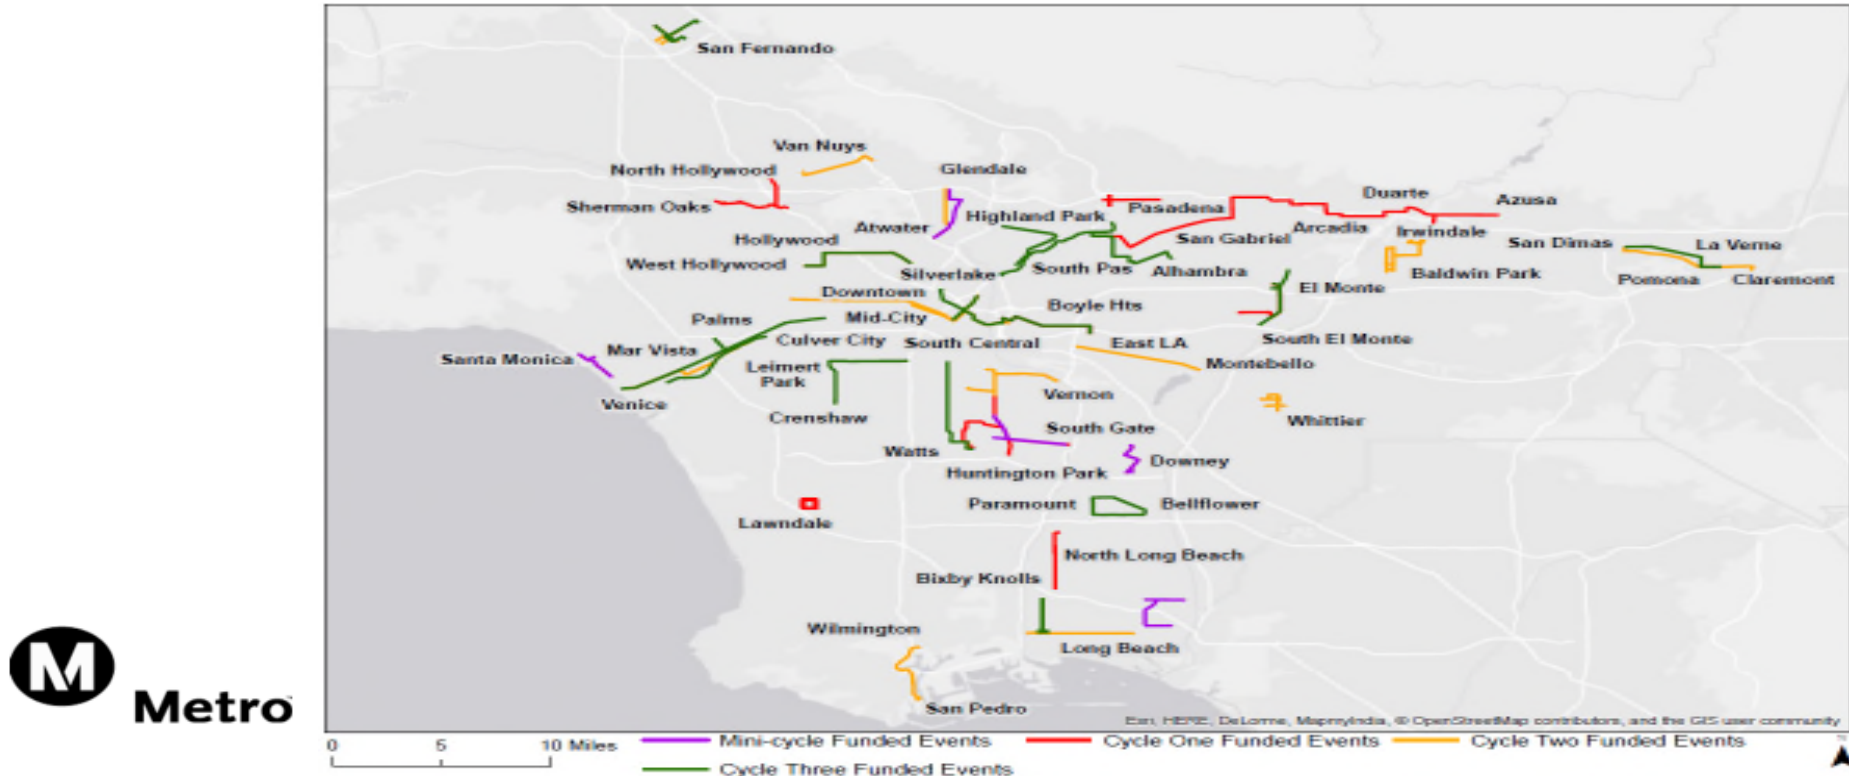 San Fernando
Van Nuys
North Hollywood
Glendale
Sherman Oaks
Duarte
Azusa
Pasadena
Highland Park
Atwater
Arcadia
Irwindale
Hollywood
San Gabriel
San Dimas
La Verne
West Hollywood
Silverlake
South Pas
Alhambra
Baldwin Park
Pomona
Claremont
El Monte
Downtown
Boyle Hts
Palms
Mid-City
Culver City
South Central
East LA
South El Monte
Mar Vista
Santa Monica
Leimert
Park
Montebello
Venice
Vernon
Crenshaw
Whittier
South Gate
Watts
Downey
Huntington Park
Paramount
Bellflower
Lawndale
North Long Beach
Bixby Knolls
Wilmington
Long Beach
San Pedro
M
Metro
Esri, HERE, DeLorme, MapmyIndia, © OpenStreetMap contributors, and the GIS user community
0 5 10 Miles
Mini-cycle Funded Events
Cycle One Funded Events
Cycle Two Funded Events
Cycle Three Funded Events